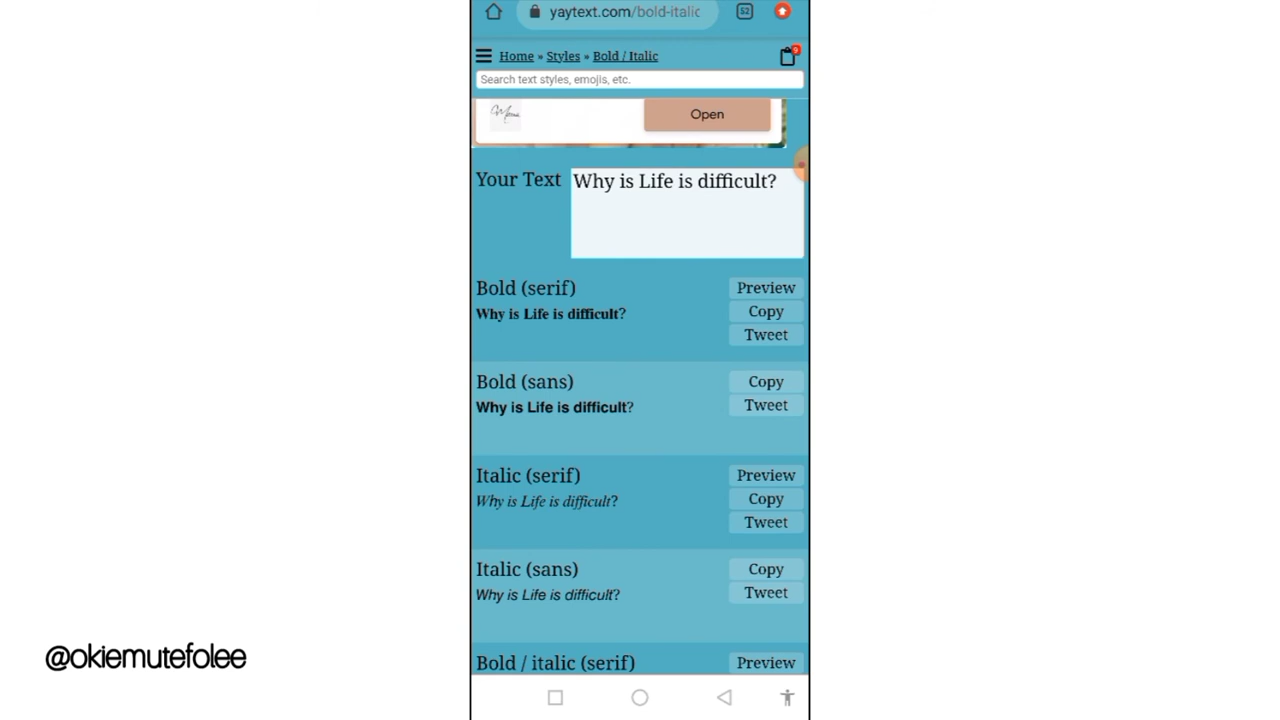 yaytext.com/bold-italic
52
Home » Styles » Bold / Italic
9
Search text styles, emojis, etc.
Open
Your Text
Why is Life is difficult?
Bold (serif)
Preview
Why is Life is difficult?
Copy
Tweet
Bold (sans)
Copy
Why is Life is difficult?
Tweet
Italic (serif)
Preview
Why is Life is difficult?
Copy
Tweet
Italic (sans)
Copy
Why is Life is difficult?
Tweet
Bold / italic (serif)
Preview
@okiemutefolee